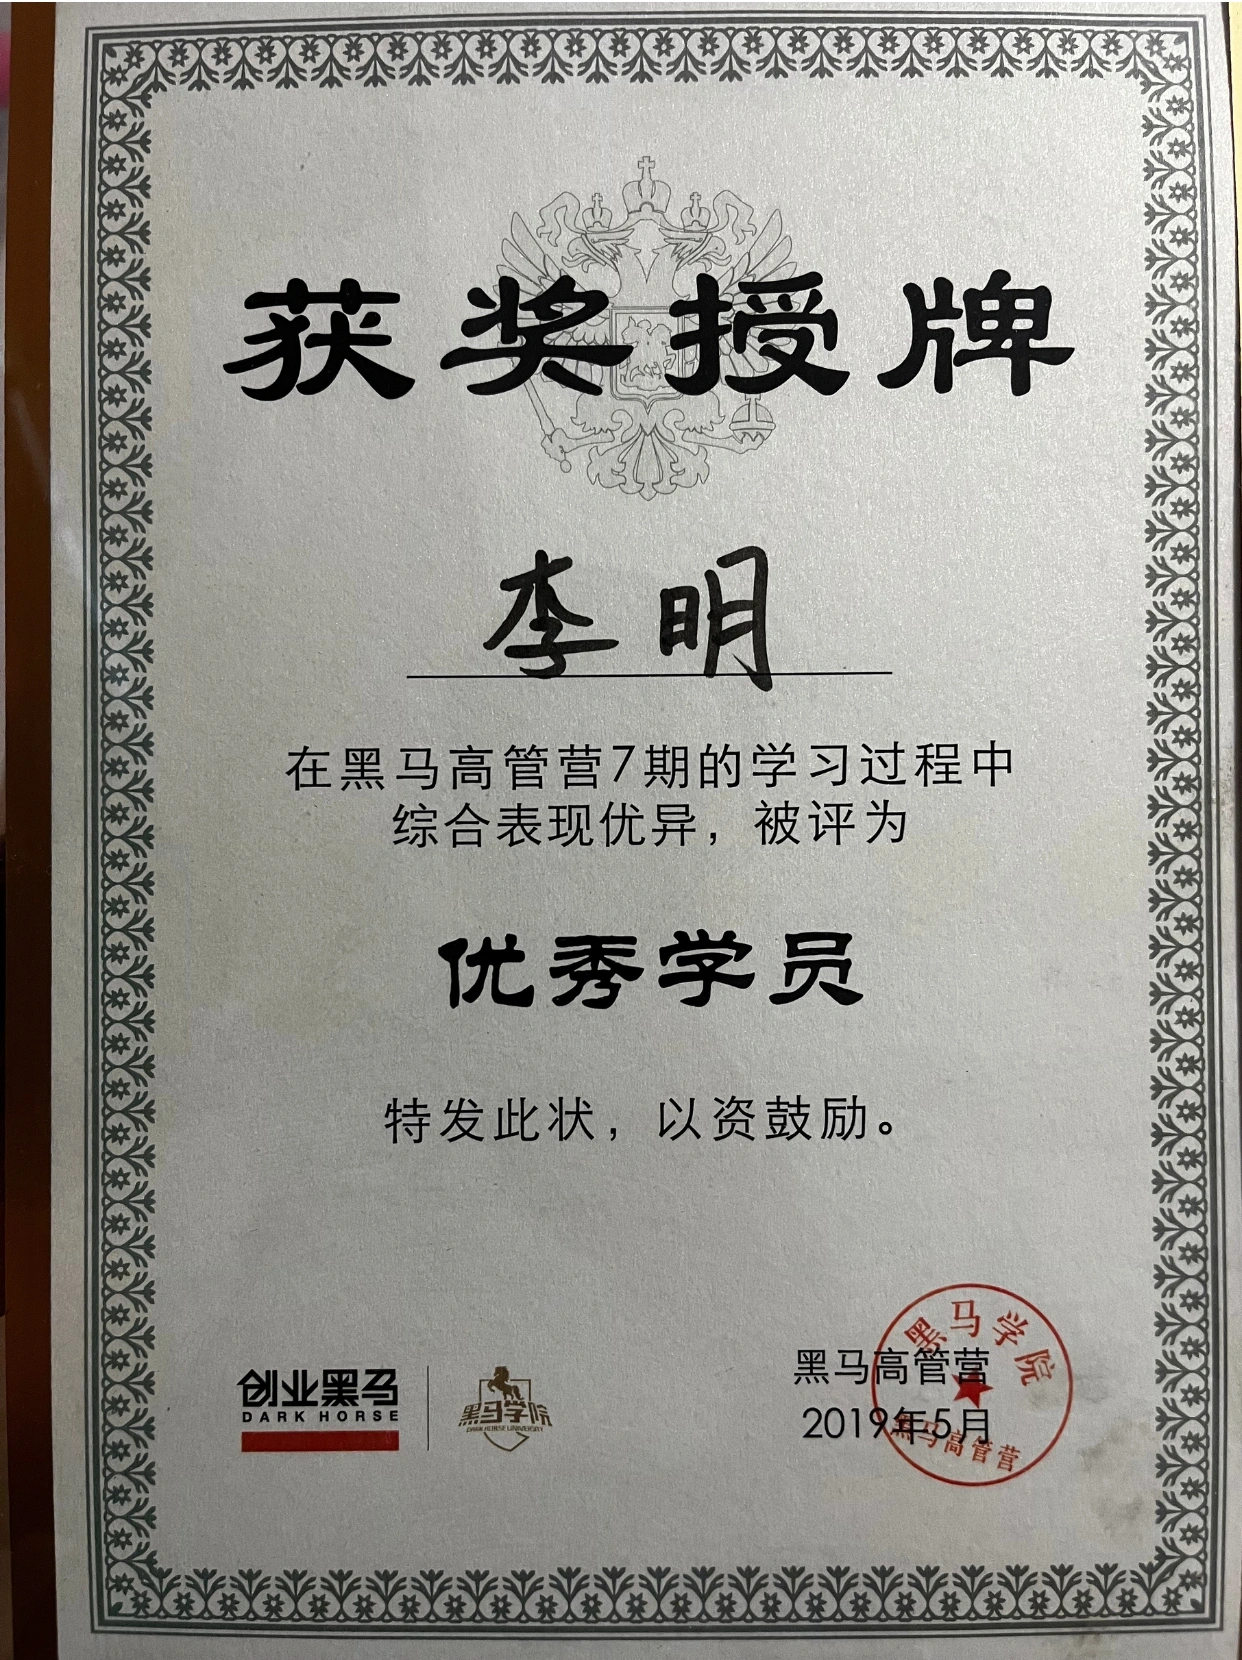 获奖授牌
李明
在黑马高管营7期的学习过程中
综合表现优异，被评为
优秀学员
特发此状，以资鼓励。
创业黑马
DARK HORSE
黑马学院
DARK HORSE UNIVERSITY
黑马高管营
2019年5月
黑马学院
黑马高管营